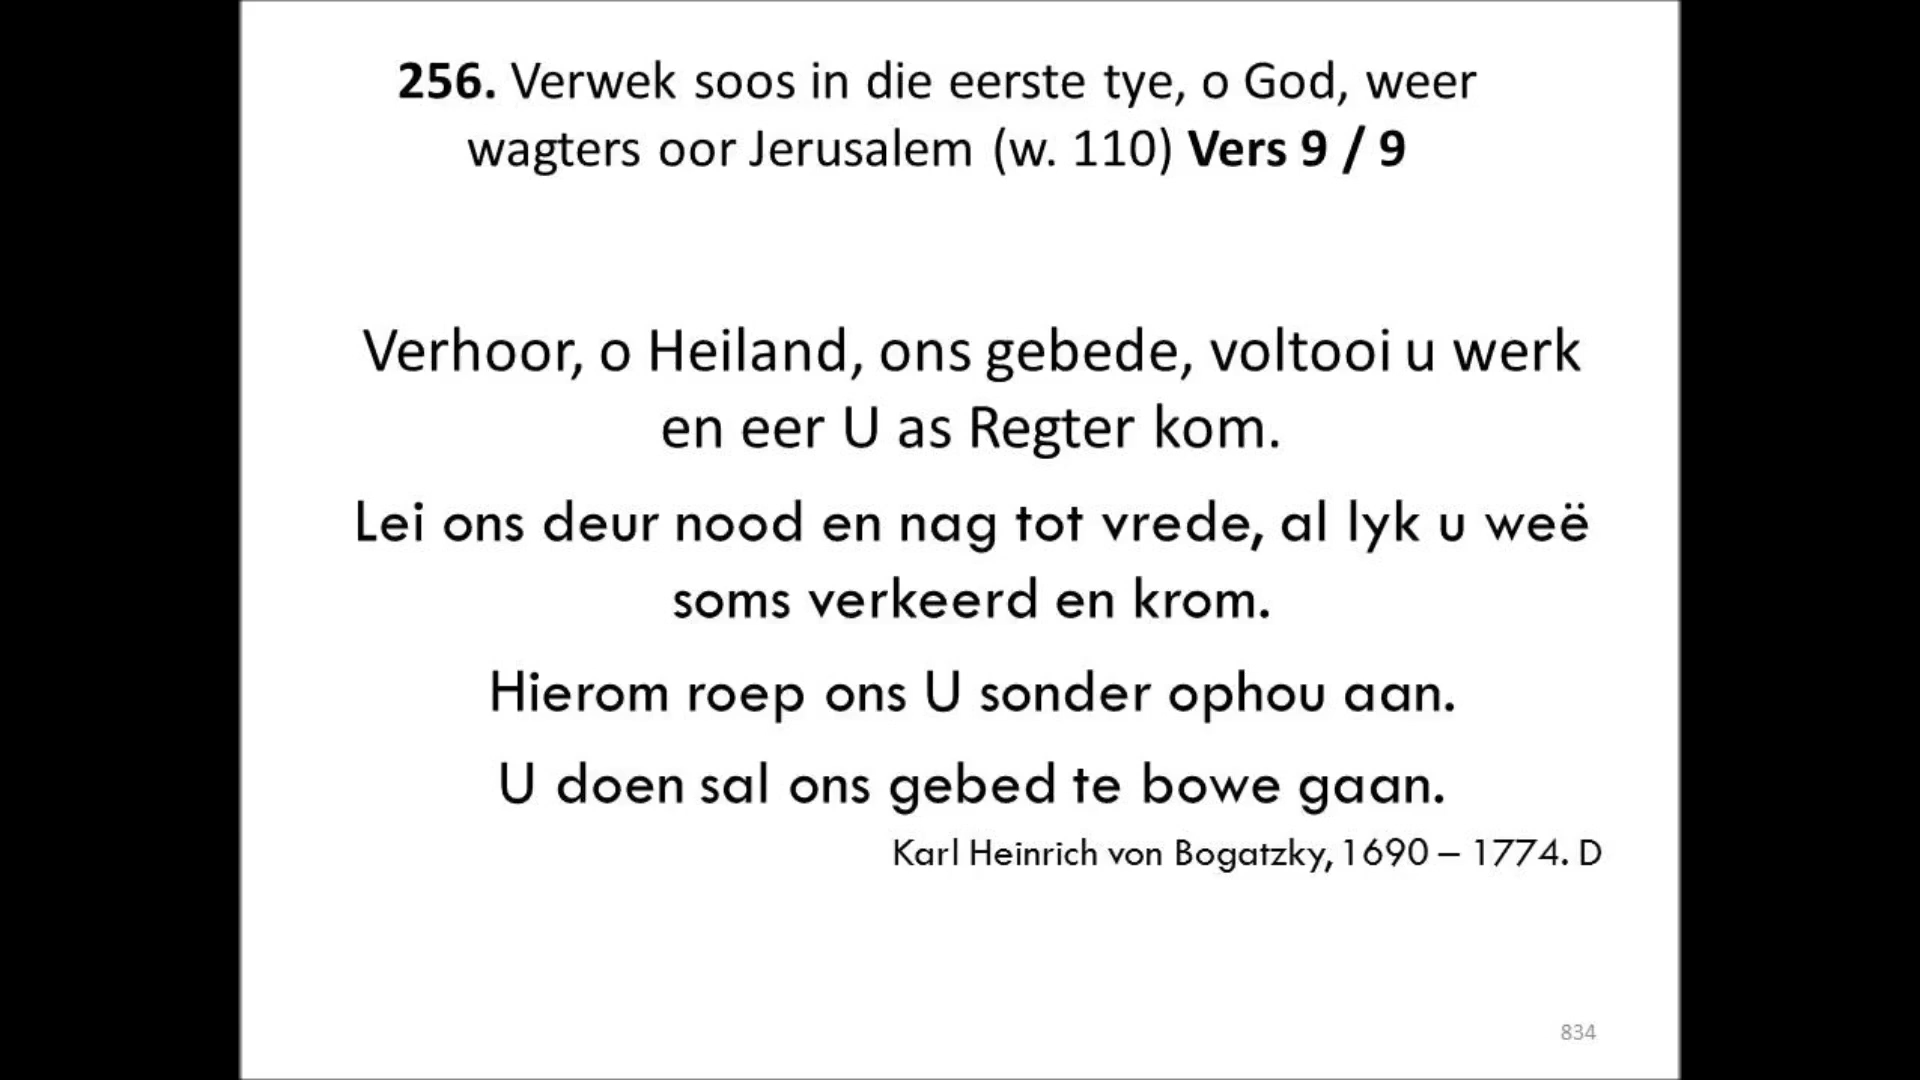 256. Verwek soos in die eerste tye, o God, weer
wagters oor Jerusalem (w. 110) Vers 9 / 9
Verhoor, o Heiland, ons gebede, voltooi u werk
en eer U as Regter kom.
Lei ons deur nood en nag tot vrede, al lyk u weë
soms verkeerd en krom.
Hierom roep ons U sonder ophou aan.
U doen sal ons gebed te bowe gaan.
Karl Heinrich von Bogatzky, 1690 – 1774. D
834